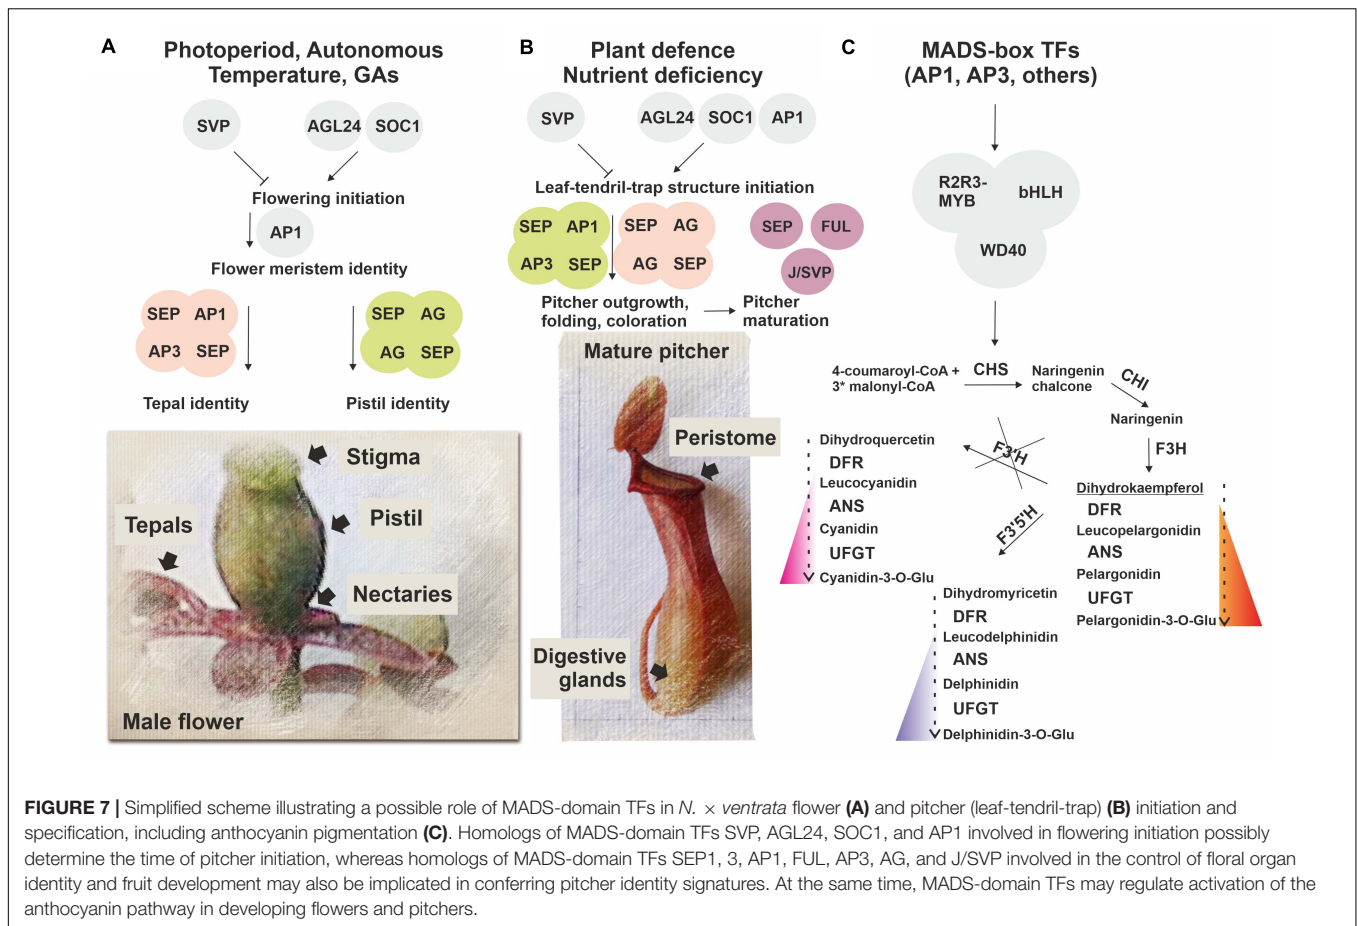 A
Photoperiod, Autonomous
Temperature, GAs
SVP
AGL24
SOC1
Flowering initiation
AP1
Flower meristem identity
SEP AP1
AP3 SEP
SEP AG
AG SEP
Tepal identity
Pistil identity
Stigma
Pistil
Tepals
Nectaries
Male flower
B
Plant defence
Nutrient deficiency
SVP
AGL24
SOC1
AP1
Leaf-tendril-trap structure initiation
SEP AP1
AP3 SEP
SEP AG
AG SEP
SEP
FUL
J/SVP
Pitcher outgrowth,
folding, coloration
Pitcher
maturation
Mature pitcher
Peristome
Digestive
glands
C
MADS-box TFs
(AP1, AP3, others)
R2R3-
MYB
bHLH
WD40
4-coumaroyl-CoA +
3* malonyl-CoA
CHS
Naringenin
chalcone
CHI
Naringenin
F3H
F3'H
F3'5'H
Dihydroquercetin
DFR
Leucocyanidin
ANS
Cyanidin
UFGT
Cyanidin-3-O-Glu
Dihydrokaempferol
DFR
Leucopelargonidin
ANS
Pelargonidin
UFGT
Pelargonidin-3-O-Glu
Dihydromyricetin
DFR
Leucodelphinidin
ANS
Delphinidin
UFGT
Delphinidin-3-O-Glu
FIGURE 7 | Simplified scheme illustrating a possible role of MADS-domain TFs in N. × ventrata flower (A) and pitcher (leaf-tendril-trap) (B) initiation and
specification, including anthocyanin pigmentation (C). Homologs of MADS-domain TFs SVP, AGL24, SOC1, and AP1 involved in flowering initiation possibly
determine the time of pitcher initiation, whereas homologs of MADS-domain TFs SEP1, 3, AP1, FUL, AP3, AG, and J/SVP involved in the control of floral organ
identity and fruit development may also be implicated in conferring pitcher identity signatures. At the same time, MADS-domain TFs may regulate activation of the
anthocyanin pathway in developing flowers and pitchers.